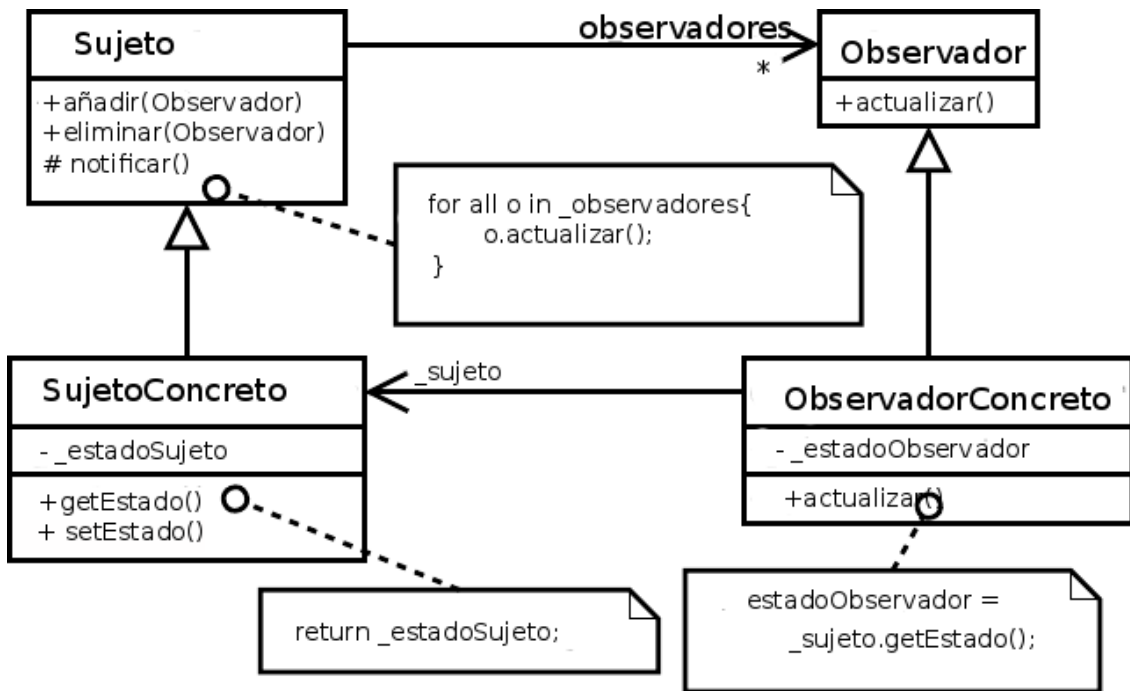 Sujeto
+añadir(Observador)
+eliminar(Observador)
# notificar()
observadores
*
Observador
+actualizar()
for all o in _observadores{
o.actualizar();
}
SujetoConcreto
- _estadoSujeto
+getEstado()
+ setEstado()
_sujeto
ObservadorConcreto
- _estadoObservador
+actualizar()
return _estadoSujeto;
estadoObservador =
_sujeto.getEstado();